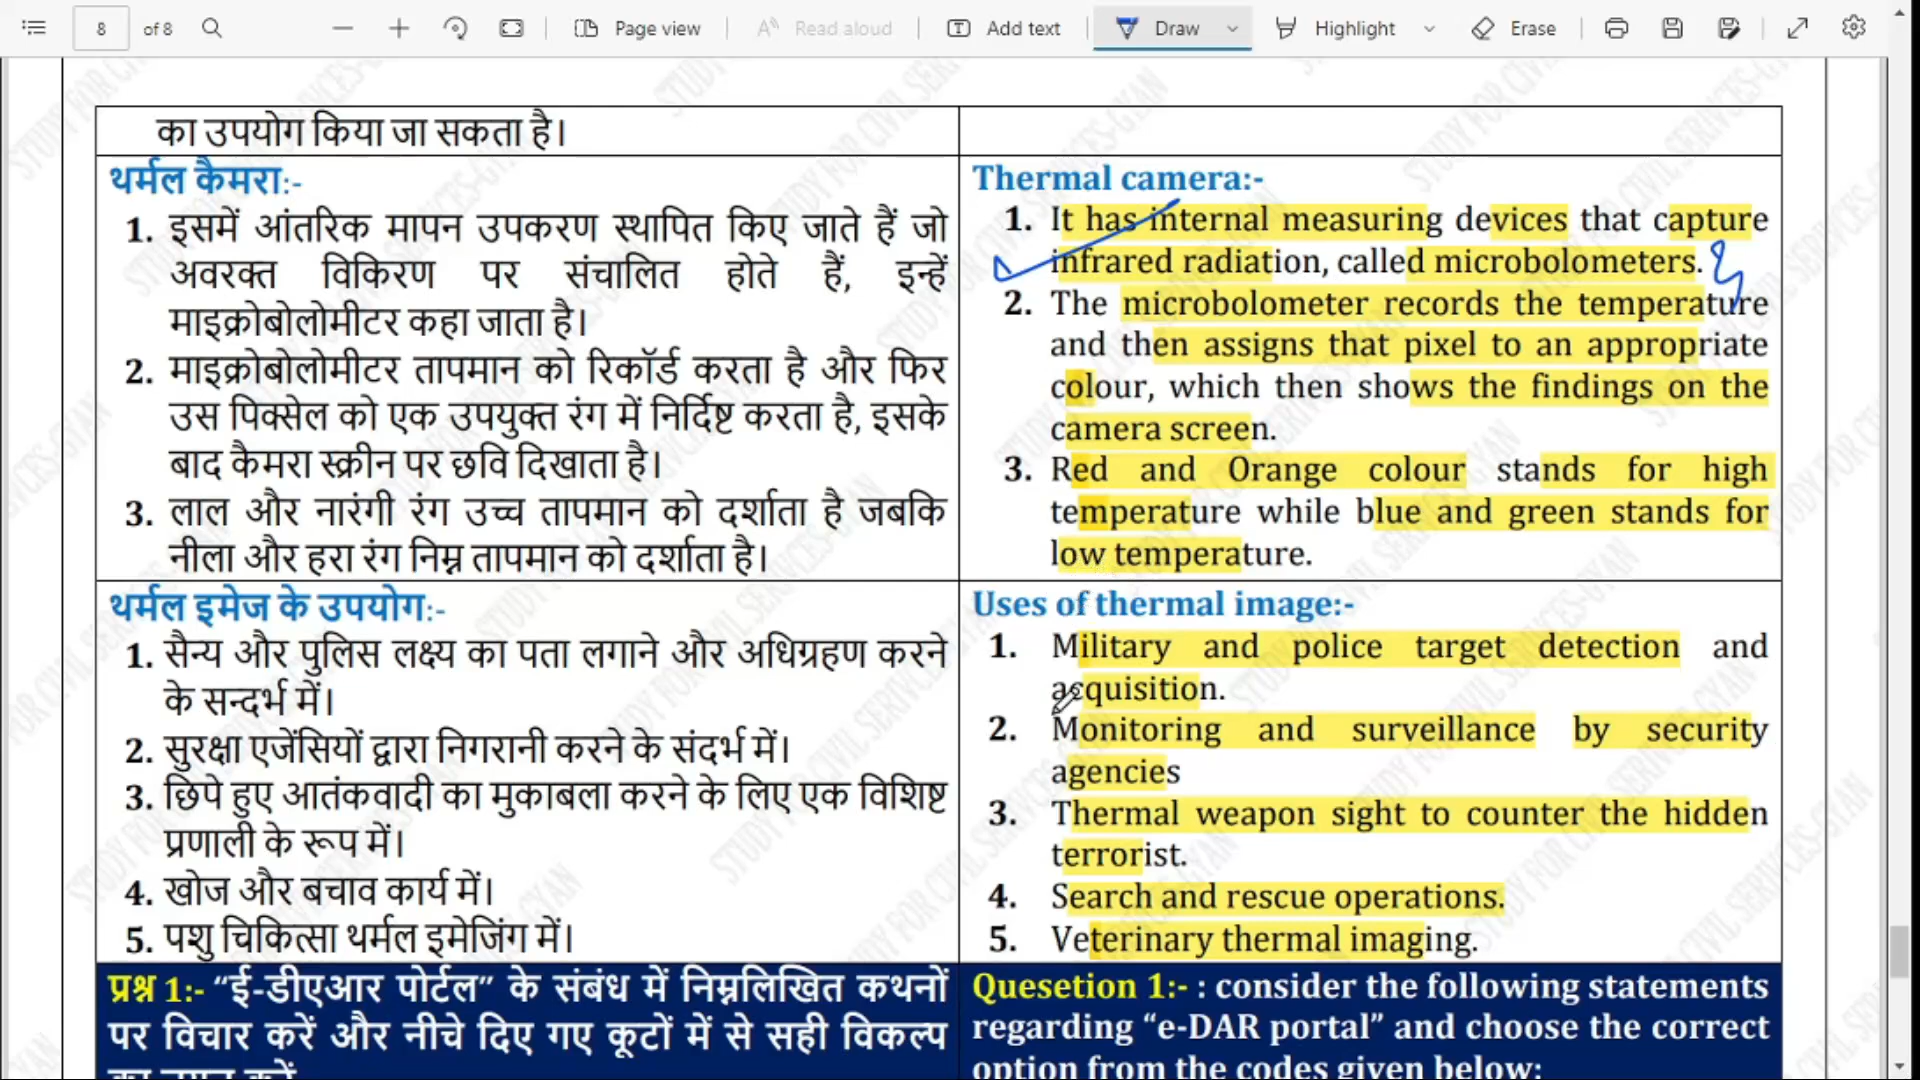 8 of 8
Page view
Read aloud
Add text
Draw
Highlight
Erase
का उपयोग किया जा सकता है।
थर्मल कैमरा:-
1. इसमें आंतरिक मापन उपकरण स्थापित किए जाते हैं जो
अवरक्त विकिरण पर संचालित होते हैं, इन्हें
माइक्रोबोलोमीटर कहा जाता है।
2. माइक्रोबोलोमीटर तापमान को रिकॉर्ड करता है और फिर
उस पिक्सेल को एक उपयुक्त रंग में निर्दिष्ट करता है, इसके
बाद कैमरा स्क्रीन पर छवि दिखाता है।
3. लाल और नारंगी रंग उच्च तापमान को दर्शाता है जबकि
नीला और हरा रंग निम्न तापमान को दर्शाता है।
Thermal camera:-
1. It has internal measuring devices that capture
infrared radiation, called microbolometers.
2. The microbolometer records the temperature
and then assigns that pixel to an appropriate
colour, which then shows the findings on the
camera screen.
3. Red and Orange colour stands for high
temperature while blue and green stands for
low temperature.
थर्मल इमेज के उपयोग:-
1. सैन्य और पुलिस लक्ष्य का पता लगाने और अधिग्रहण करने
के सन्दर्भ में।
2. सुरक्षा एजेंसियों द्वारा निगरानी करने के संदर्भ में।
3. छिपे हुए आतंकवादी का मुकाबला करने के लिए एक विशिष्ट
प्रणाली के रूप में।
4. खोज और बचाव कार्य में।
5. पशु चिकित्सा थर्मल इमेजिंग में।
Uses of thermal image:-
1. Military and police target detection and
acquisition.
2. Monitoring and surveillance by security
agencies
3. Thermal weapon sight to counter the hidden
terrorist.
4. Search and rescue operations.
5. Veterinary thermal imaging.
प्रश्न 1:- “ई-डीएआर पोर्टल” के संबंध में निम्नलिखित कथनों
पर विचार करें और नीचे दिए गए कूटों में से सही विकल्प
Quesetion 1:- : consider the following statements
regarding “e-DAR portal” and choose the correct
option from the codes given below:
STUDY FOR CIVIL SERIVCES-GYAN